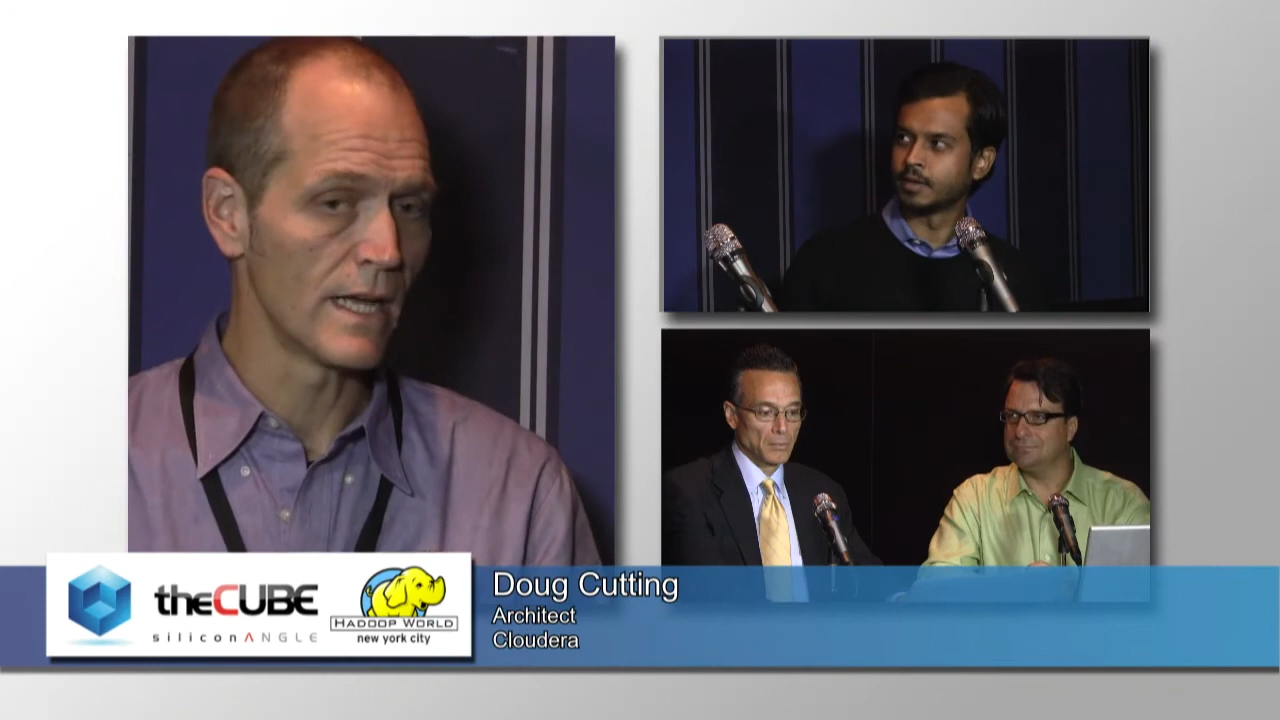 theCUBE
siliconANGLE
HADOOP WORLD
new york city
Doug Cutting
Architect
Cloudera